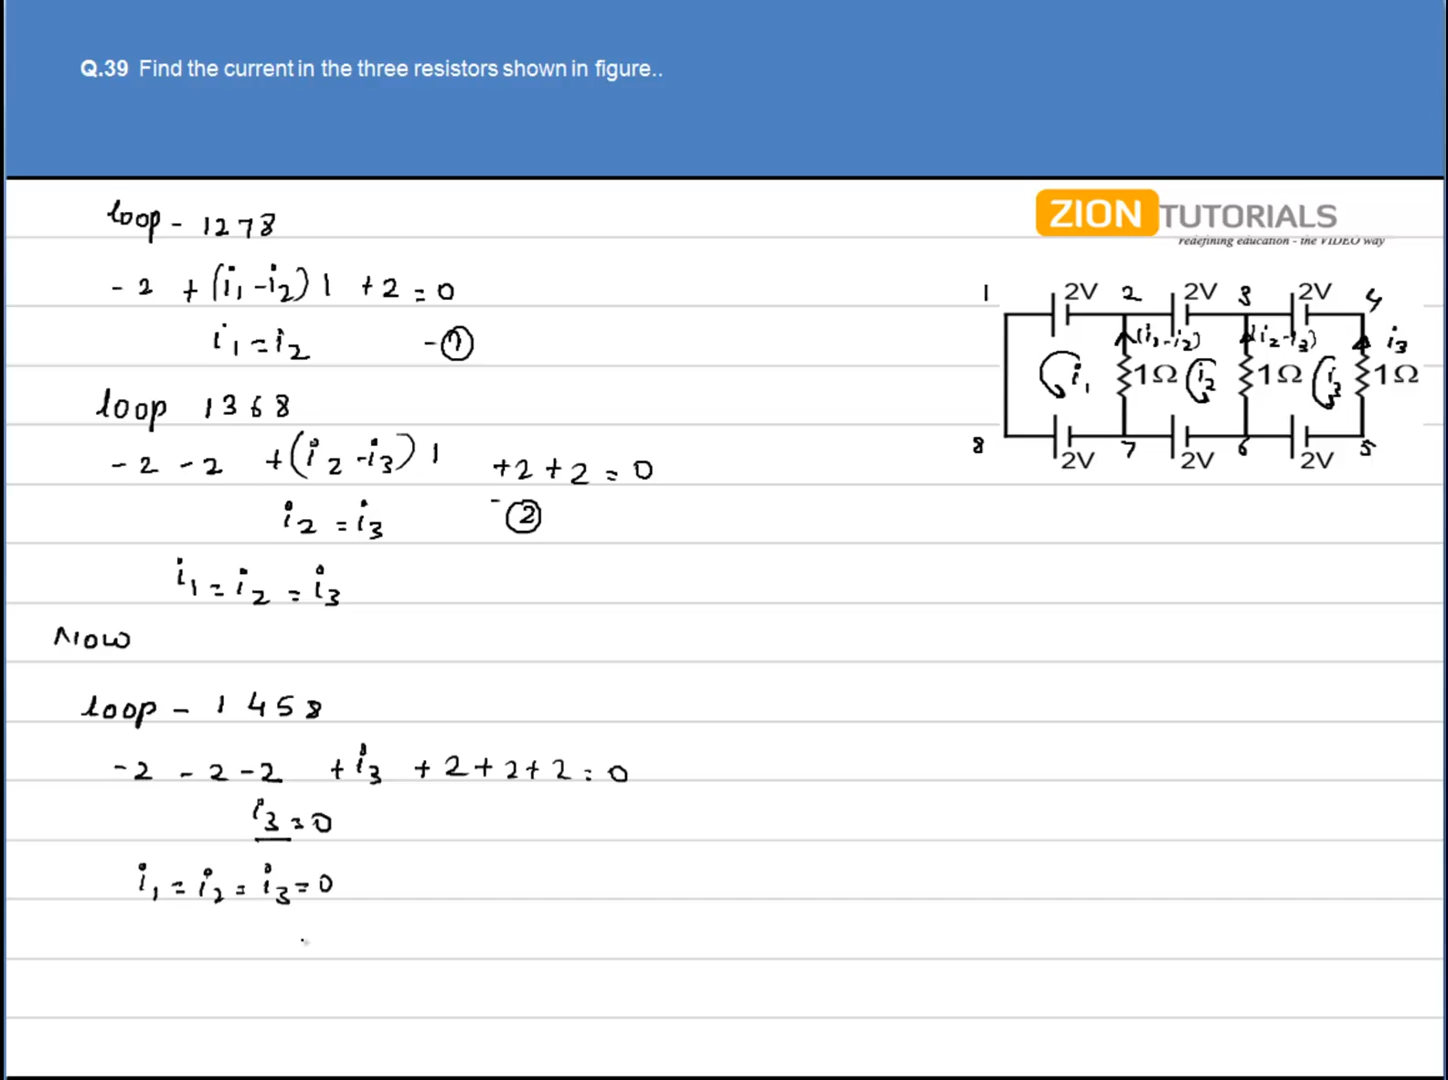 Q.39 Find the current in the three resistors shown in figure..
ZION TUTORIALS
redefining education - the VIDEO way
loop - 1278
- 2 + (i₁ - i₂) 1 + 2 = 0
i₁ = i₂ - ①
loop 1368
- 2 - 2 + (i₂ - i₃) 1 + 2 + 2 = 0
i₂ = i₃ - ②
i₁ = i₂ = i₃
Now
loop - 1458
- 2 - 2 - 2 + i₃ + 2 + 2 + 2 = 0
i₃ = 0
i₁ = i₂ = i₃ = 0
1 2V 2 2V 3 2V 4
(i₁-i₂) (i₂-i₃) i₃
i₁ 1Ω i₂ 1Ω i₃ 1Ω
8 7 6 5
2V 2V 2V